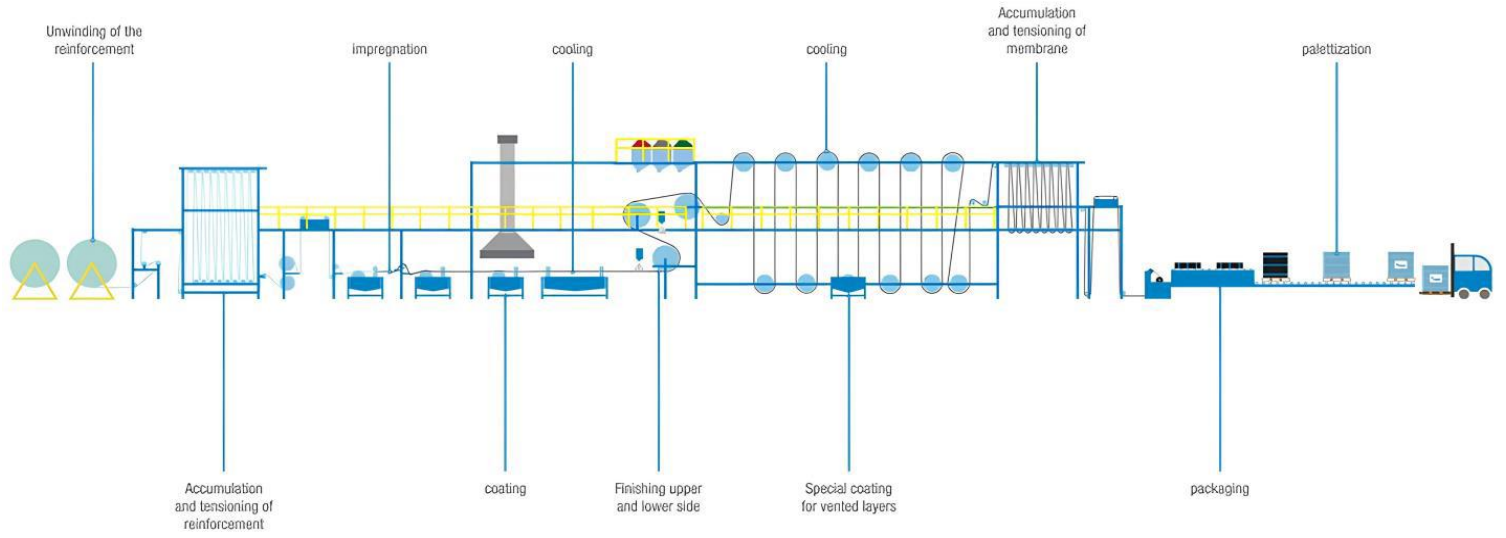 Unwinding of the
reinforcement
impregnation
cooling
cooling
Accumulation
and tensioning of
membrane
palettization
Accumulation
and tensioning of
reinforcement
coating
Finishing upper
and lower side
Special coating
for vented layers
packaging